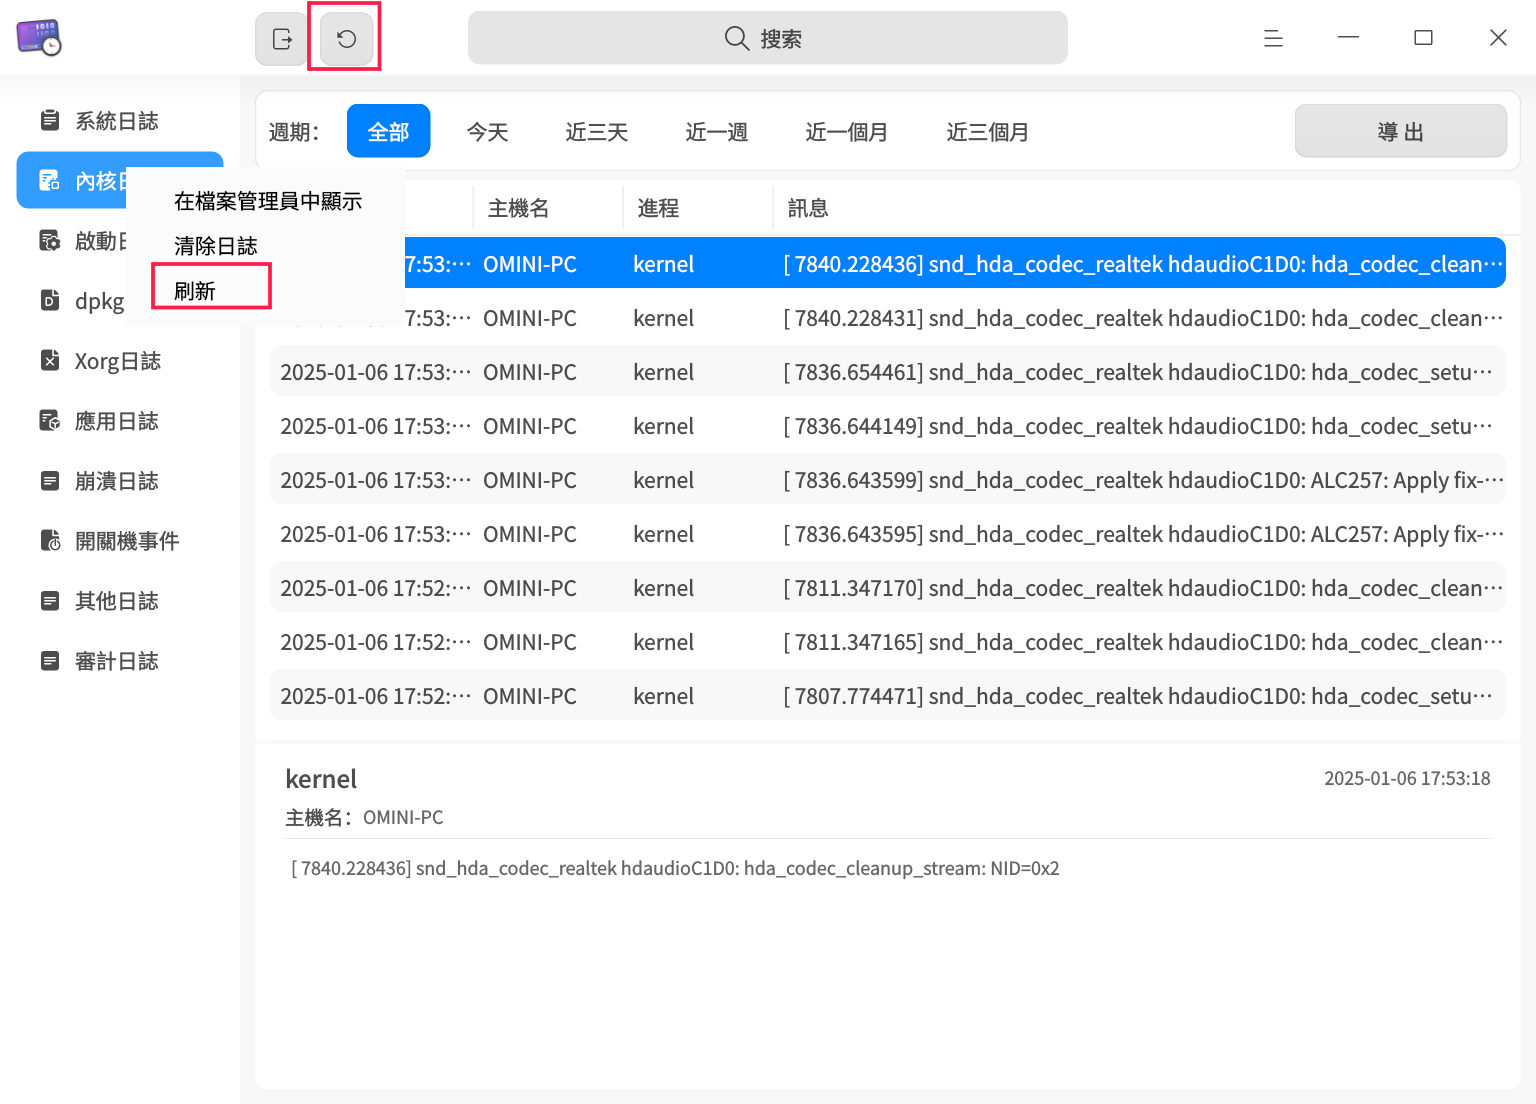 搜索
系統日誌
內核日
啟動日
dpkg
Xorg日誌
應用日誌
崩潰日誌
開關機事件
其他日誌
審計日誌
在檔案管理員中顯示
清除日誌
刷新
週期： 全部 今天 近三天 近一週 近一個月 近三個月 導 出
主機名 進程 訊息
7:53:··· OMINI-PC kernel [ 7840.228436] snd_hda_codec_realtek hdaudioC1D0: hda_codec_clean···
7:53:··· OMINI-PC kernel [ 7840.228431] snd_hda_codec_realtek hdaudioC1D0: hda_codec_clean···
2025-01-06 17:53:··· OMINI-PC kernel [ 7836.654461] snd_hda_codec_realtek hdaudioC1D0: hda_codec_setu···
2025-01-06 17:53:··· OMINI-PC kernel [ 7836.644149] snd_hda_codec_realtek hdaudioC1D0: hda_codec_setu···
2025-01-06 17:53:··· OMINI-PC kernel [ 7836.643599] snd_hda_codec_realtek hdaudioC1D0: ALC257: Apply fix-···
2025-01-06 17:53:··· OMINI-PC kernel [ 7836.643595] snd_hda_codec_realtek hdaudioC1D0: ALC257: Apply fix-···
2025-01-06 17:52:··· OMINI-PC kernel [ 7811.347170] snd_hda_codec_realtek hdaudioC1D0: hda_codec_clean···
2025-01-06 17:52:··· OMINI-PC kernel [ 7811.347165] snd_hda_codec_realtek hdaudioC1D0: hda_codec_clean···
2025-01-06 17:52:··· OMINI-PC kernel [ 7807.774471] snd_hda_codec_realtek hdaudioC1D0: hda_codec_setu···
kernel 2025-01-06 17:53:18
主機名： OMINI-PC
[ 7840.228436] snd_hda_codec_realtek hdaudioC1D0: hda_codec_cleanup_stream: NID=0x2